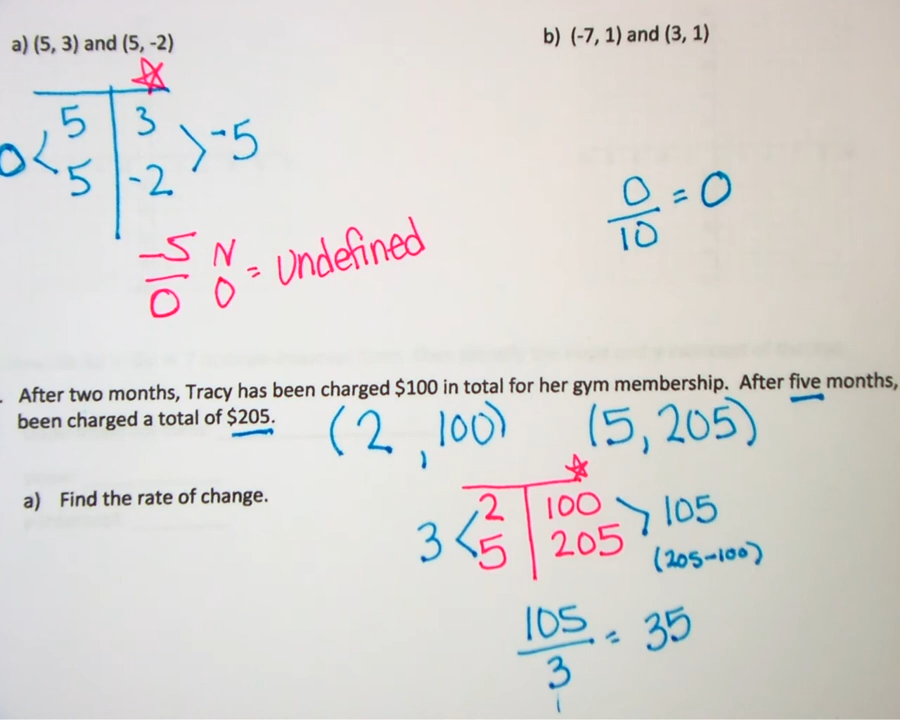 a) (5, 3) and (5, -2)
b) (-7, 1) and (3, 1)
5 | 3
0 < > -5
5 | -2
0/10 = 0
-5/0 N/0 = Undefined
. After two months, Tracy has been charged $100 in total for her gym membership. After five months,
been charged a total of $205.
(2, 100) (5, 205)
a) Find the rate of change.
2 | 100
3 < > 105
5 | 205
(205-100)
105/3 = 35